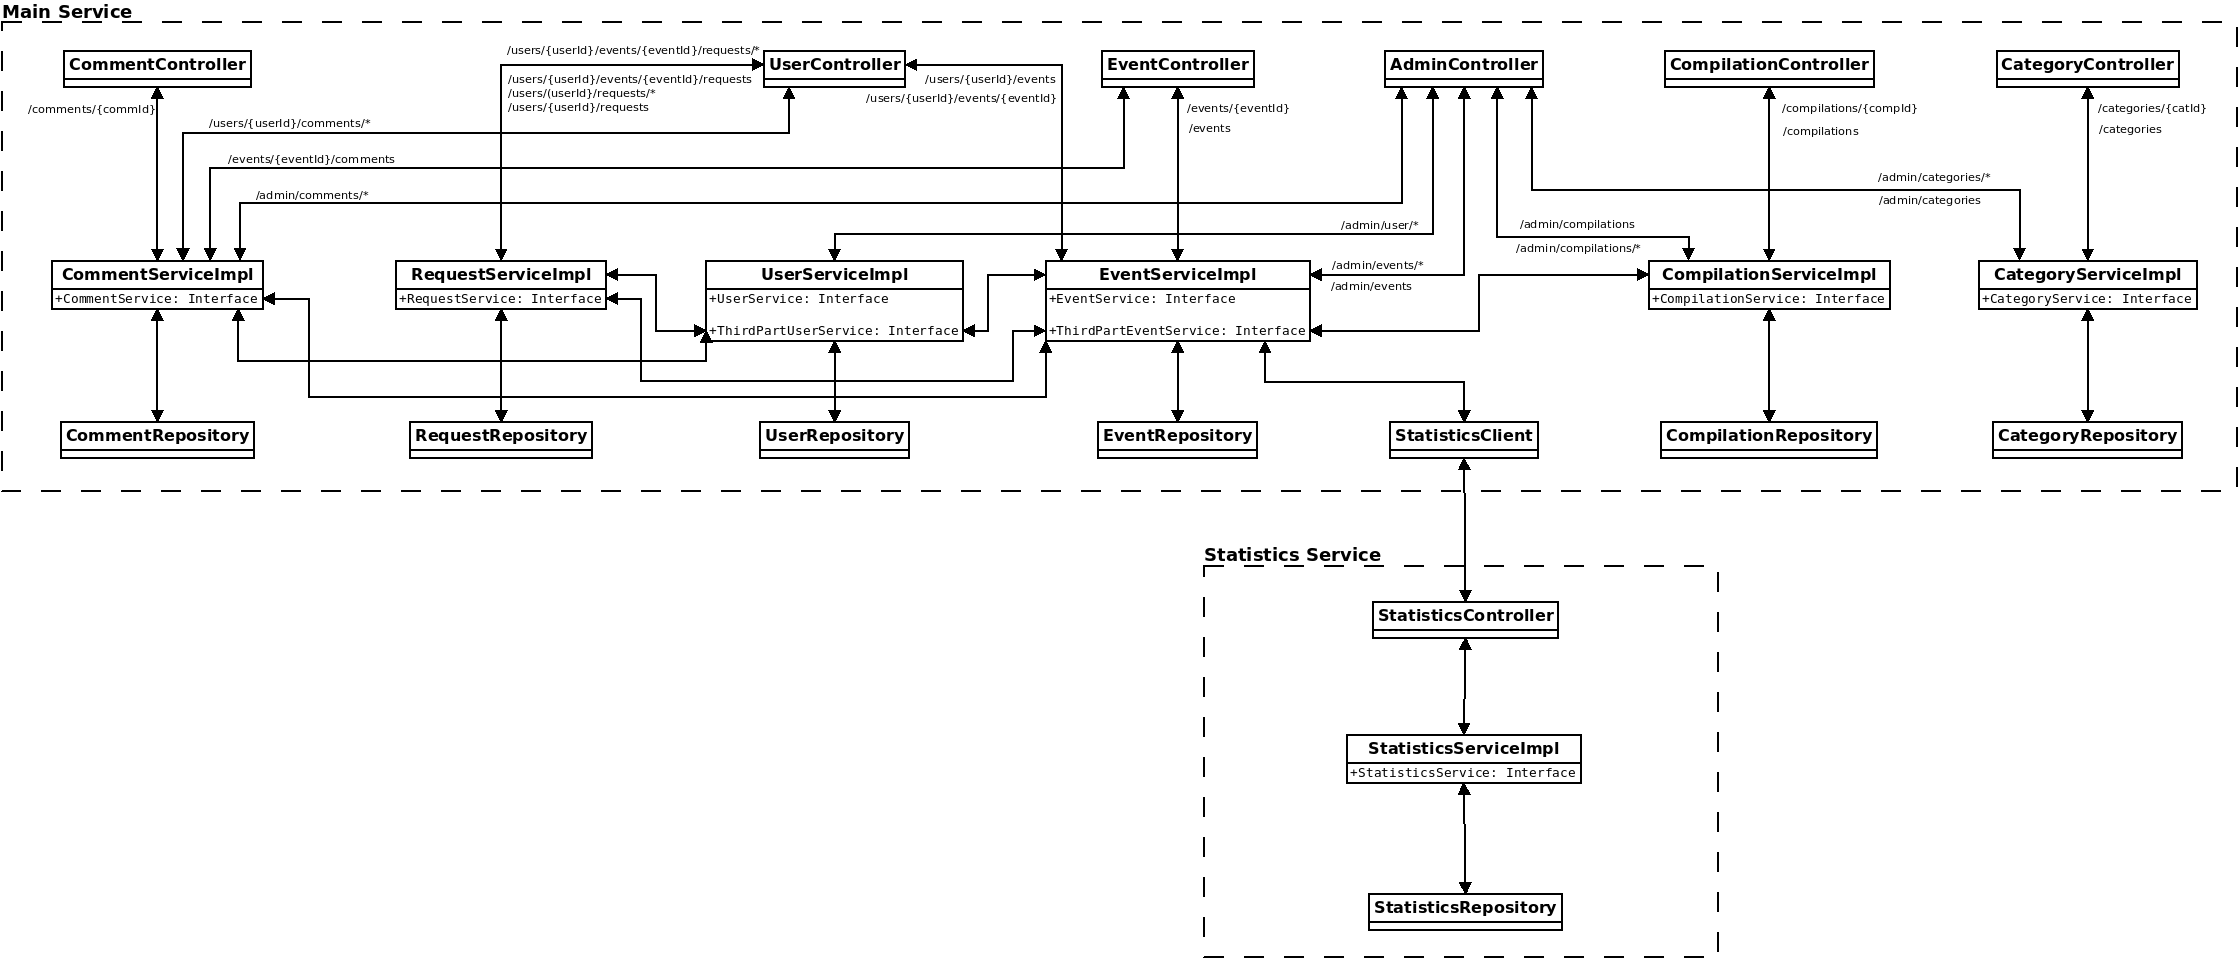 Main Service
CommentController
UserController
EventController
AdminController
CompilationController
CategoryController
/comments/{commId}
/users/{userId}/comments/*
/events/{eventId}/comments
/admin/comments/*
/users/{userId}/events/{eventId}/requests/*
/users/{userId}/events/{eventId}/requests
/users/(userId}/requests/*
/users/{userId}/requests
/users/{userId}/events
/users/{userId}/events/{eventId}
/events/{eventId}
/events
/admin/user/*
/admin/events/*
/admin/events
/admin/compilations
/admin/compilations/*
/compilations/{compId}
/compilations
/admin/categories/*
/admin/categories
/categories/{catId}
/categories
CommentServiceImpl
+CommentService: Interface
RequestServiceImpl
+RequestService: Interface
UserServiceImpl
+UserService: Interface
+ThirdPartUserService: Interface
EventServiceImpl
+EventService: Interface
+ThirdPartEventService: Interface
CompilationServiceImpl
+CompilationService: Interface
CategoryServiceImpl
+CategoryService: Interface
CommentRepository
RequestRepository
UserRepository
EventRepository
StatisticsClient
CompilationRepository
CategoryRepository
Statistics Service
StatisticsController
StatisticsServiceImpl
+StatisticsService: Interface
StatisticsRepository